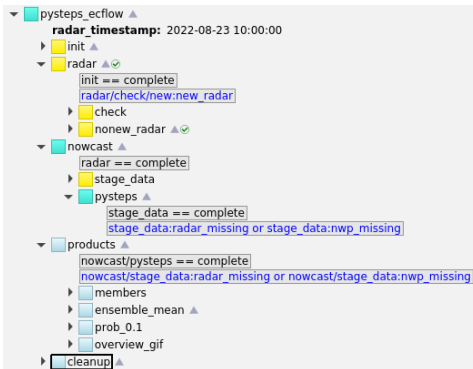 pysteps_ecflow
radar_timestamp: 2022-08-23 10:00:00
init
radar
init == complete
radar/check/new:new_radar
check
nonew_radar
nowcast
radar == complete
stage_data
pysteps
stage_data == complete
stage_data:radar_missing or stage_data:nwp_missing
products
nowcast/pysteps == complete
nowcast/stage_data:radar_missing or nowcast/stage_data:nwp_missing
members
ensemble_mean
prob_0.1
overview_gif
cleanup